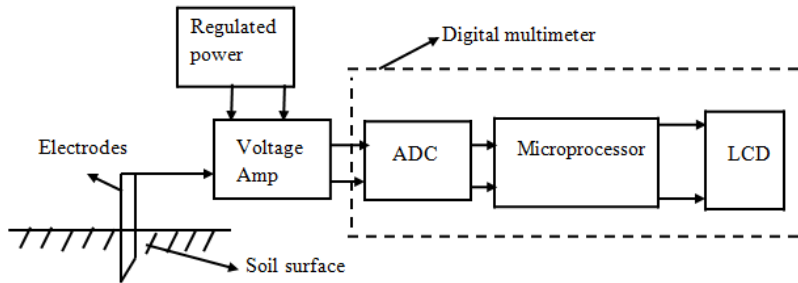 Regulated
power
Digital multimeter
Electrodes
Voltage
Amp
ADC
Microprocessor
LCD
Soil surface